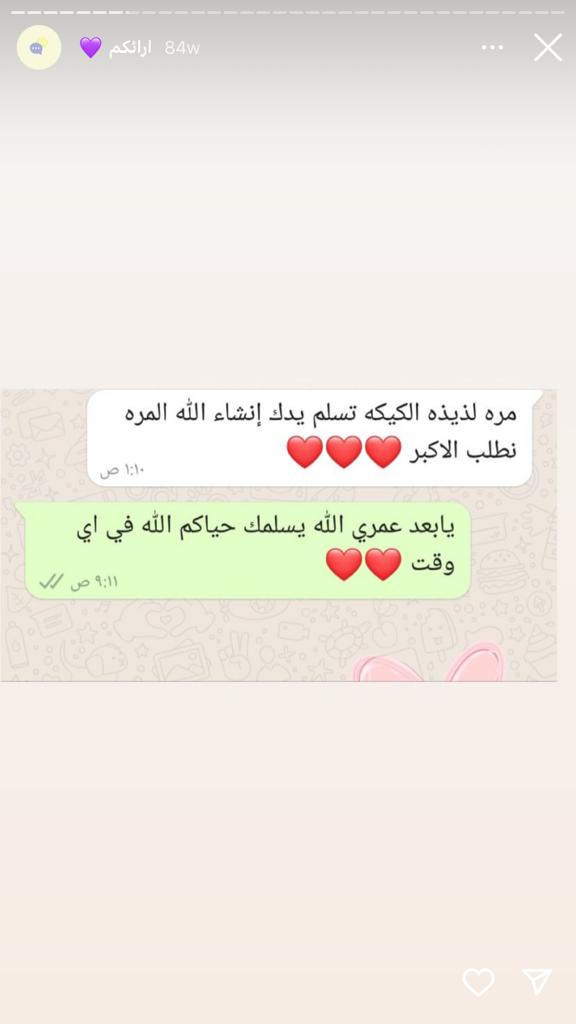 ارائكم 💜 84w
مره لذيذه الكيكه تسلم يدك إنشاء الله المره
نطلب الاكبر ❤️❤️❤️
١:١٠ ص
يابعد عمري الله يسلمك حياكم الله في اي
وقت ❤️❤️
٩:١١ ص